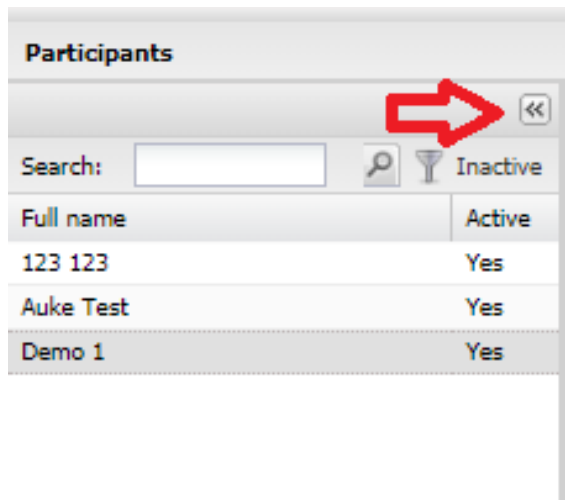 Participants
Search: Inactive
Full name Active
123 123 Yes
Auke Test Yes
Demo 1 Yes